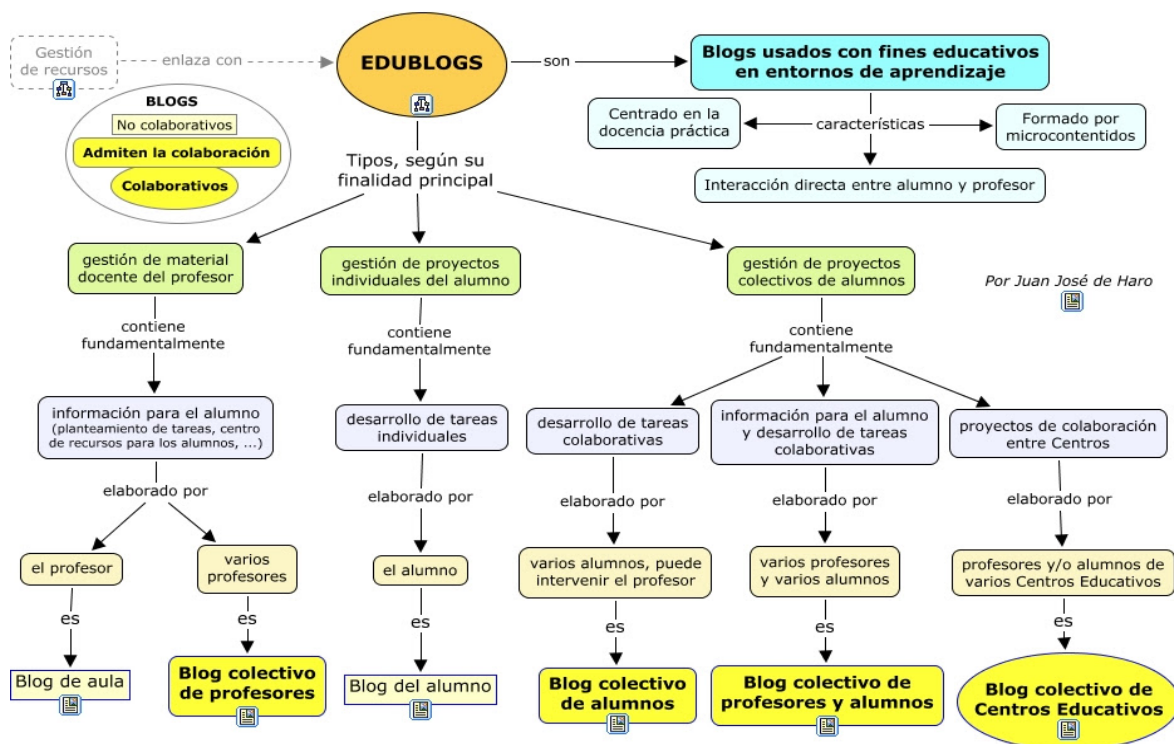 Gestión
de recursos
enlaza con
EDUBLOGS
son
Blogs usados con fines educativos
en entornos de aprendizaje
BLOGS
No colaborativos
Admiten la colaboración
Colaborativos
Centrado en la
docencia práctica
características
Formado por
microcontenidos
Interacción directa entre alumno y profesor
Tipos, según su
finalidad principal
gestión de material
docente del profesor
gestión de proyectos
individuales del alumno
gestión de proyectos
colectivos de alumnos
Por Juan José de Haro
contiene
fundamentalmente
contiene
fundamentalmente
contiene
fundamentalmente
información para el alumno
(planteamiento de tareas, centro
de recursos para los alumnos, ...)
desarrollo de tareas
individuales
desarrollo de tareas
colaborativas
información para el alumno
y desarrollo de tareas
colaborativas
proyectos de colaboración
entre Centros
elaborado por
elaborado por
elaborado por
elaborado por
elaborado por
el profesor
varios
profesores
el alumno
varios alumnos, puede
intervenir el profesor
varios profesores
y varios alumnos
profesores y/o alumnos de
varios Centros Educativos
es
es
es
es
es
es
Blog de aula
Blog colectivo
de profesores
Blog del alumno
Blog colectivo
de alumnos
Blog colectivo de
profesores y alumnos
Blog colectivo de
Centros Educativos